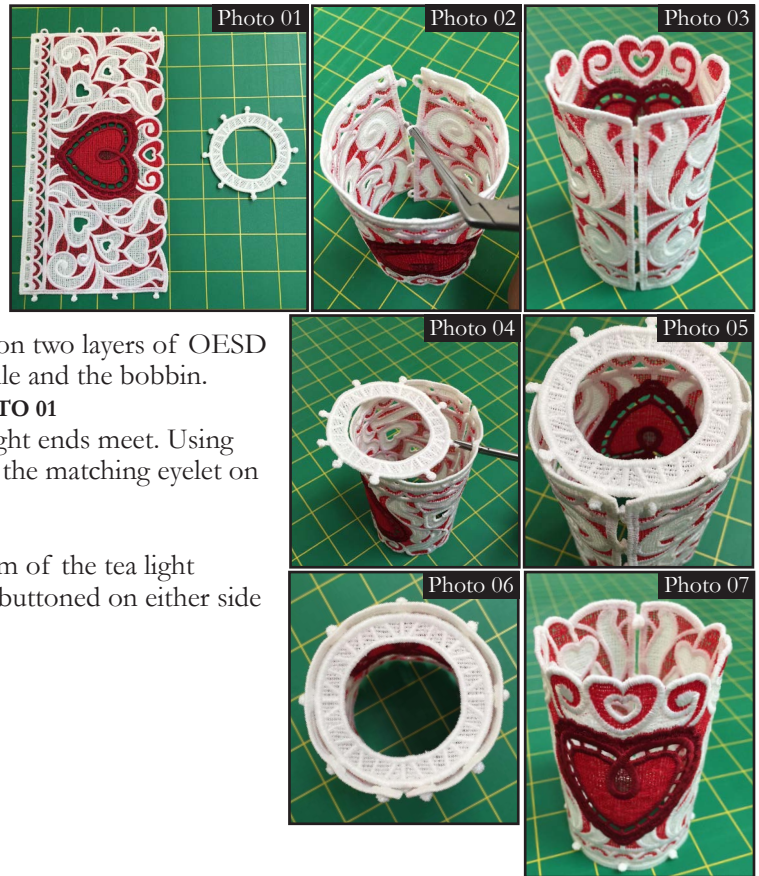 Photo 01
Photo 02
Photo 03
on two layers of OESD
le and the bobbin.
TO 01
ght ends meet. Using
the matching eyelet on
m of the tea light
buttoned on either side
Photo 04
Photo 05
Photo 06
Photo 07